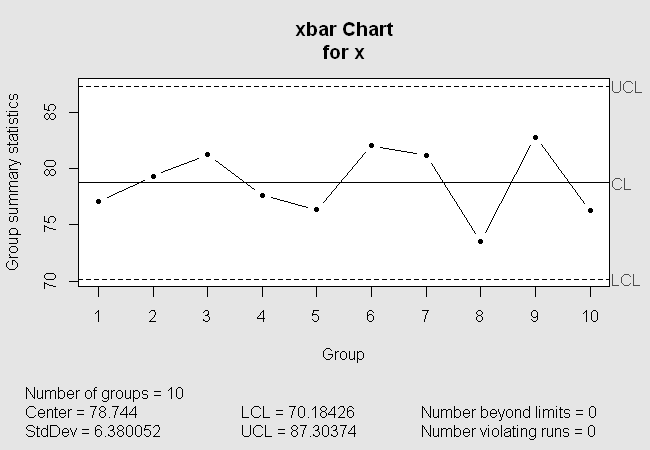 xbar Chart
for x
Group summary statistics
85
80
75
70
UCL
CL
LCL
1 2 3 4 5 6 7 8 9 10
Group
Number of groups = 10
Center = 78.744 LCL = 70.18426 Number beyond limits = 0
StdDev = 6.380052 UCL = 87.30374 Number violating runs = 0